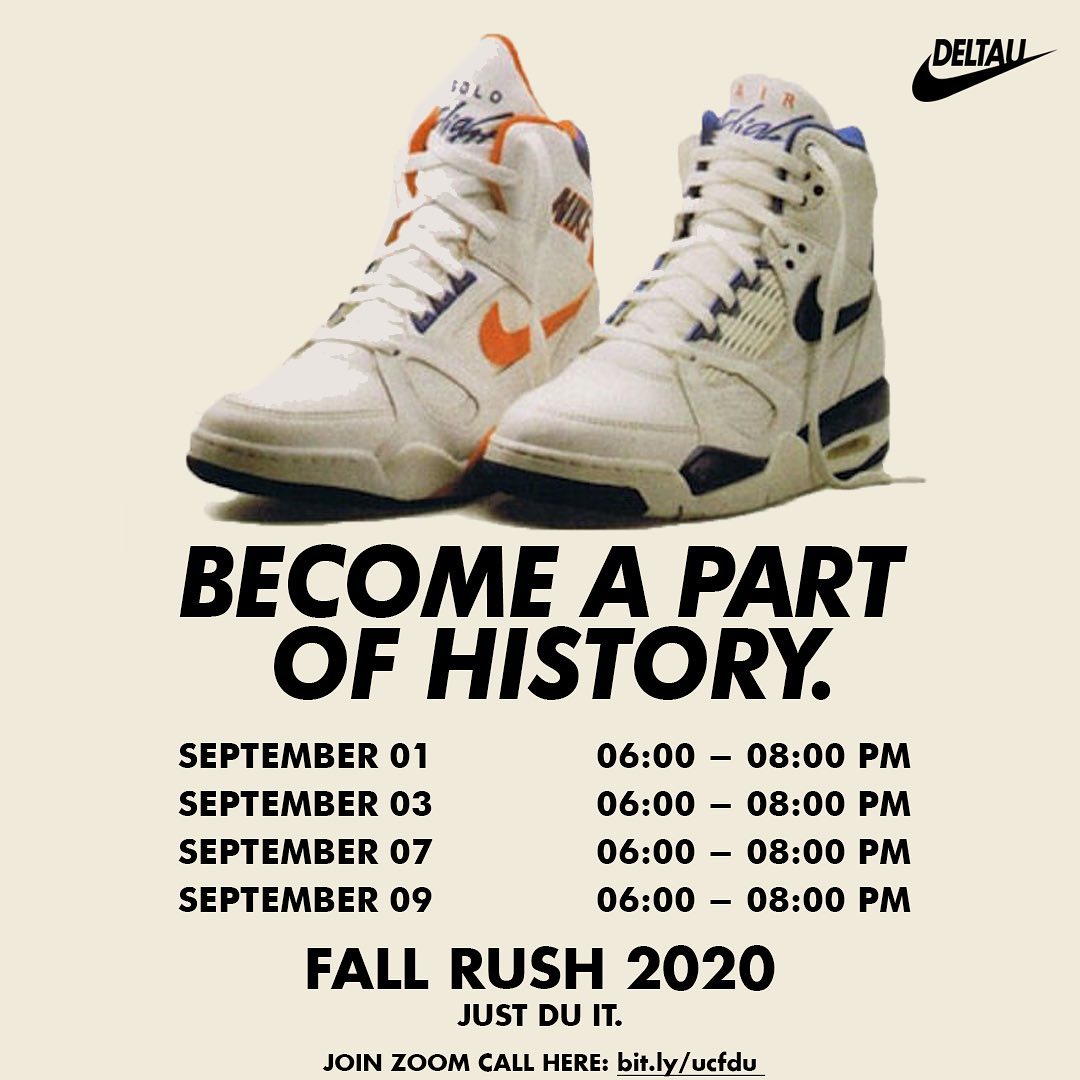 DELTAU
SOLO
Flight
NIKE
AIR
Flight
BECOME A PART
OF HISTORY.
SEPTEMBER 01 06:00 – 08:00 PM
SEPTEMBER 03 06:00 – 08:00 PM
SEPTEMBER 07 06:00 – 08:00 PM
SEPTEMBER 09 06:00 – 08:00 PM
FALL RUSH 2020
JUST DU IT.
JOIN ZOOM CALL HERE: bit.ly/ucfdu